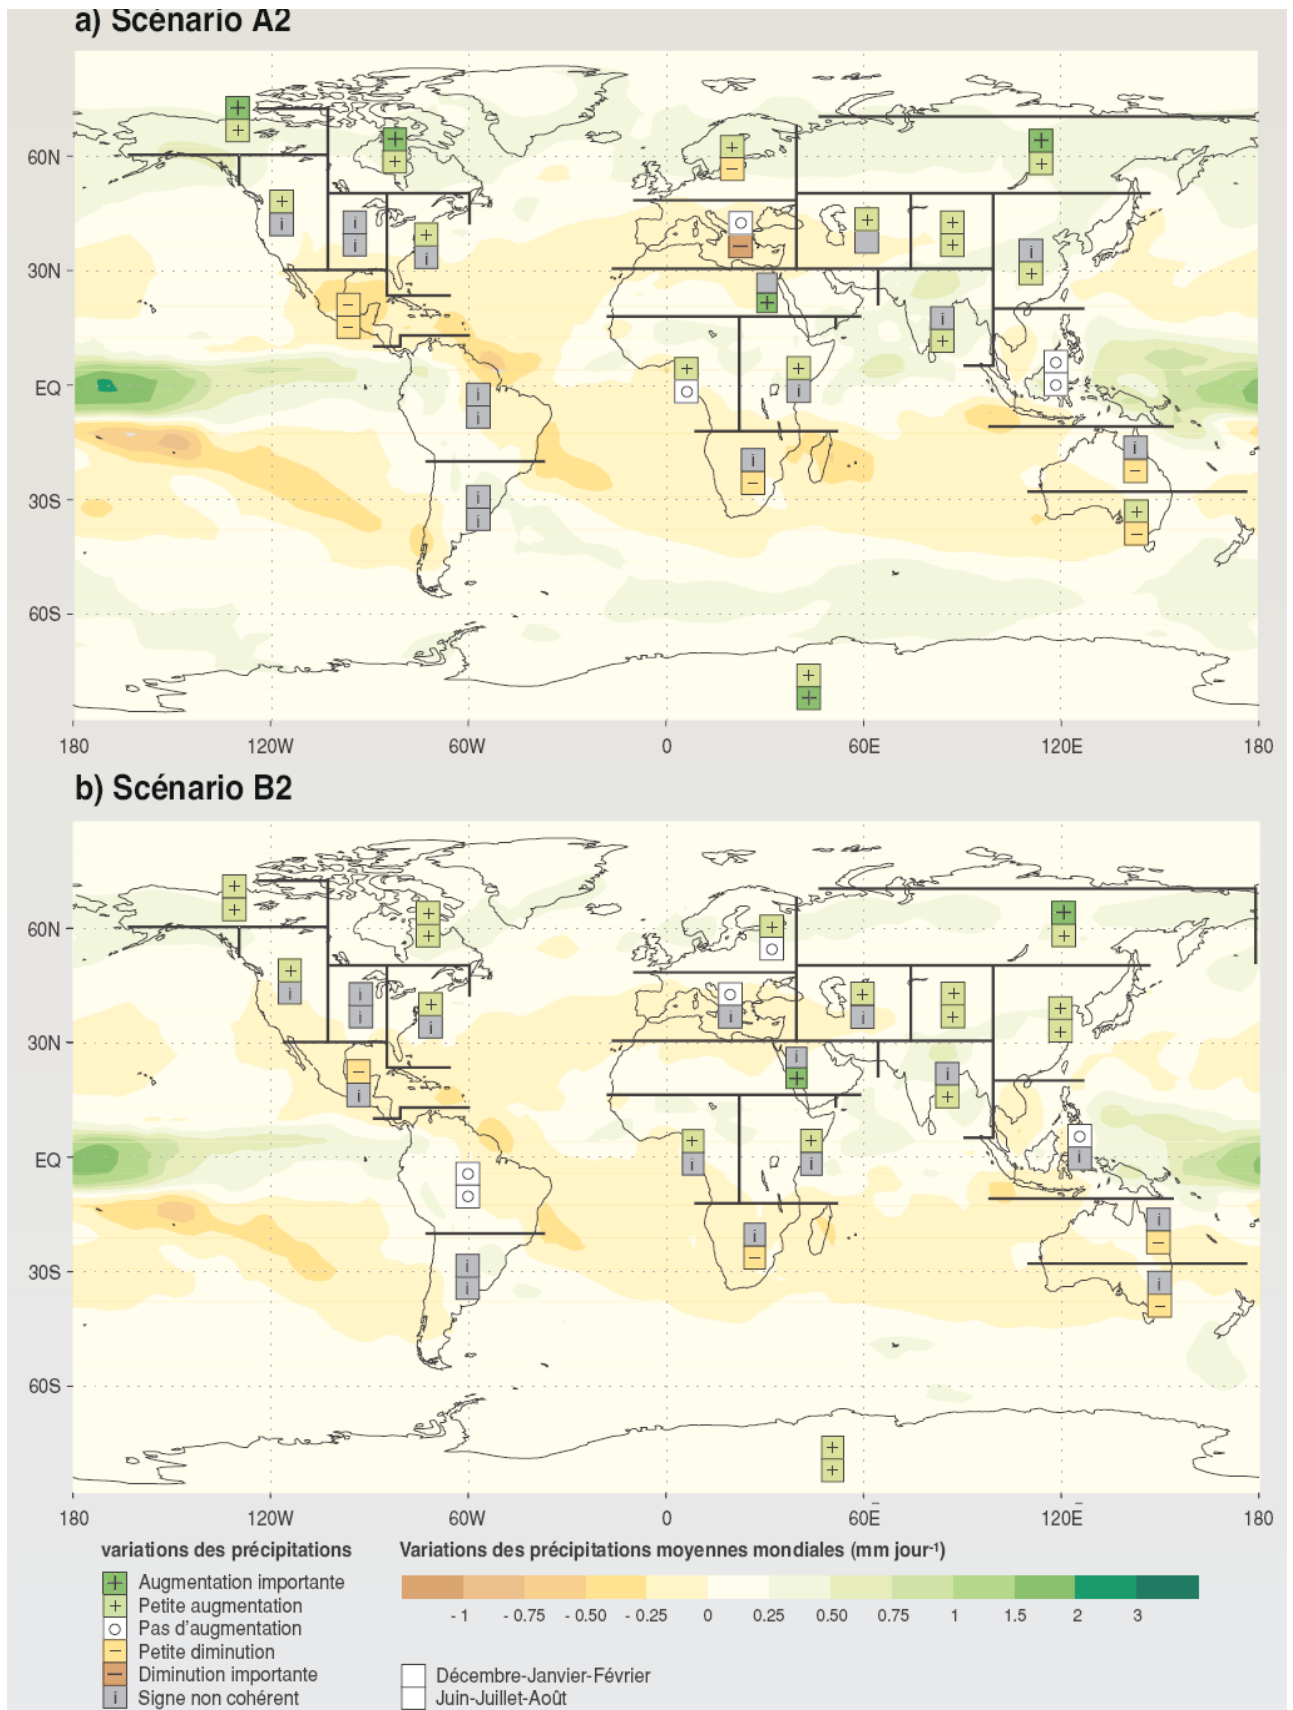 a) Scénario A2
60N
30N
EQ
30S
60S
180 120W 60W 0 60E 120E 180
b) Scénario B2
60N
30N
EQ
30S
60S
180 120W 60W 0 60E 120E 180
variations des précipitations
+ Augmentation importante
+ Petite augmentation
o Pas d'augmentation
− Petite diminution
− Diminution importante
i Signe non cohérent
Variations des précipitations moyennes mondiales (mm jour-1)
- 1 - 0.75 - 0.50 - 0.25 0 0.25 0.50 0.75 1 1.5 2 3
Décembre-Janvier-Février
Juin-Juillet-Août